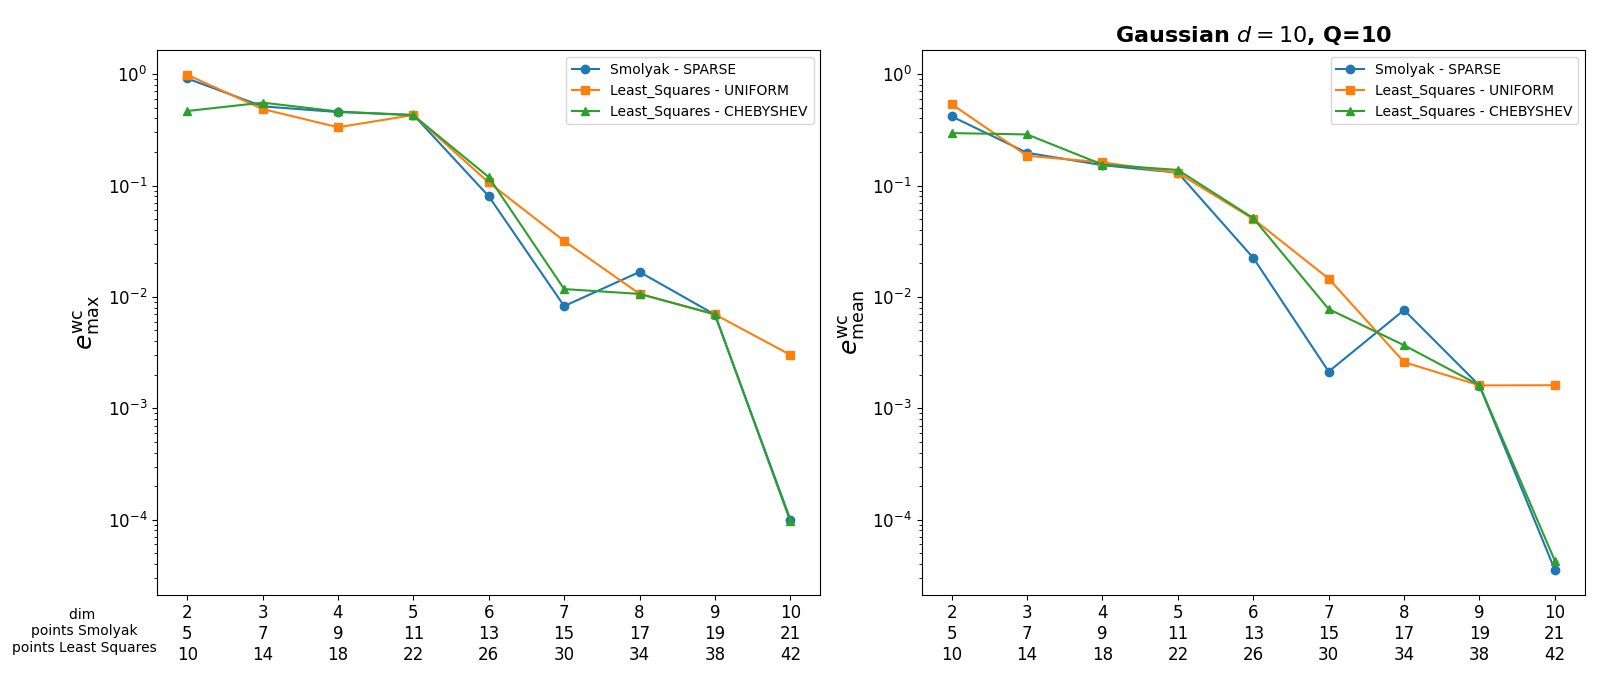 Gaussian d = 10, Q=10
10⁰
10⁻¹
10⁻²
10⁻³
10⁻⁴
e^wc_max
Smolyak - SPARSE
Least_Squares - UNIFORM
Least_Squares - CHEBYSHEV
10⁰
10⁻¹
10⁻²
10⁻³
10⁻⁴
e^wc_mean
Smolyak - SPARSE
Least_Squares - UNIFORM
Least_Squares - CHEBYSHEV
dim 2 3 4 5 6 7 8 9 10
points Smolyak 5 7 9 11 13 15 17 19 21
points Least Squares 10 14 18 22 26 30 34 38 42
2 3 4 5 6 7 8 9 10
5 7 9 11 13 15 17 19 21
10 14 18 22 26 30 34 38 42